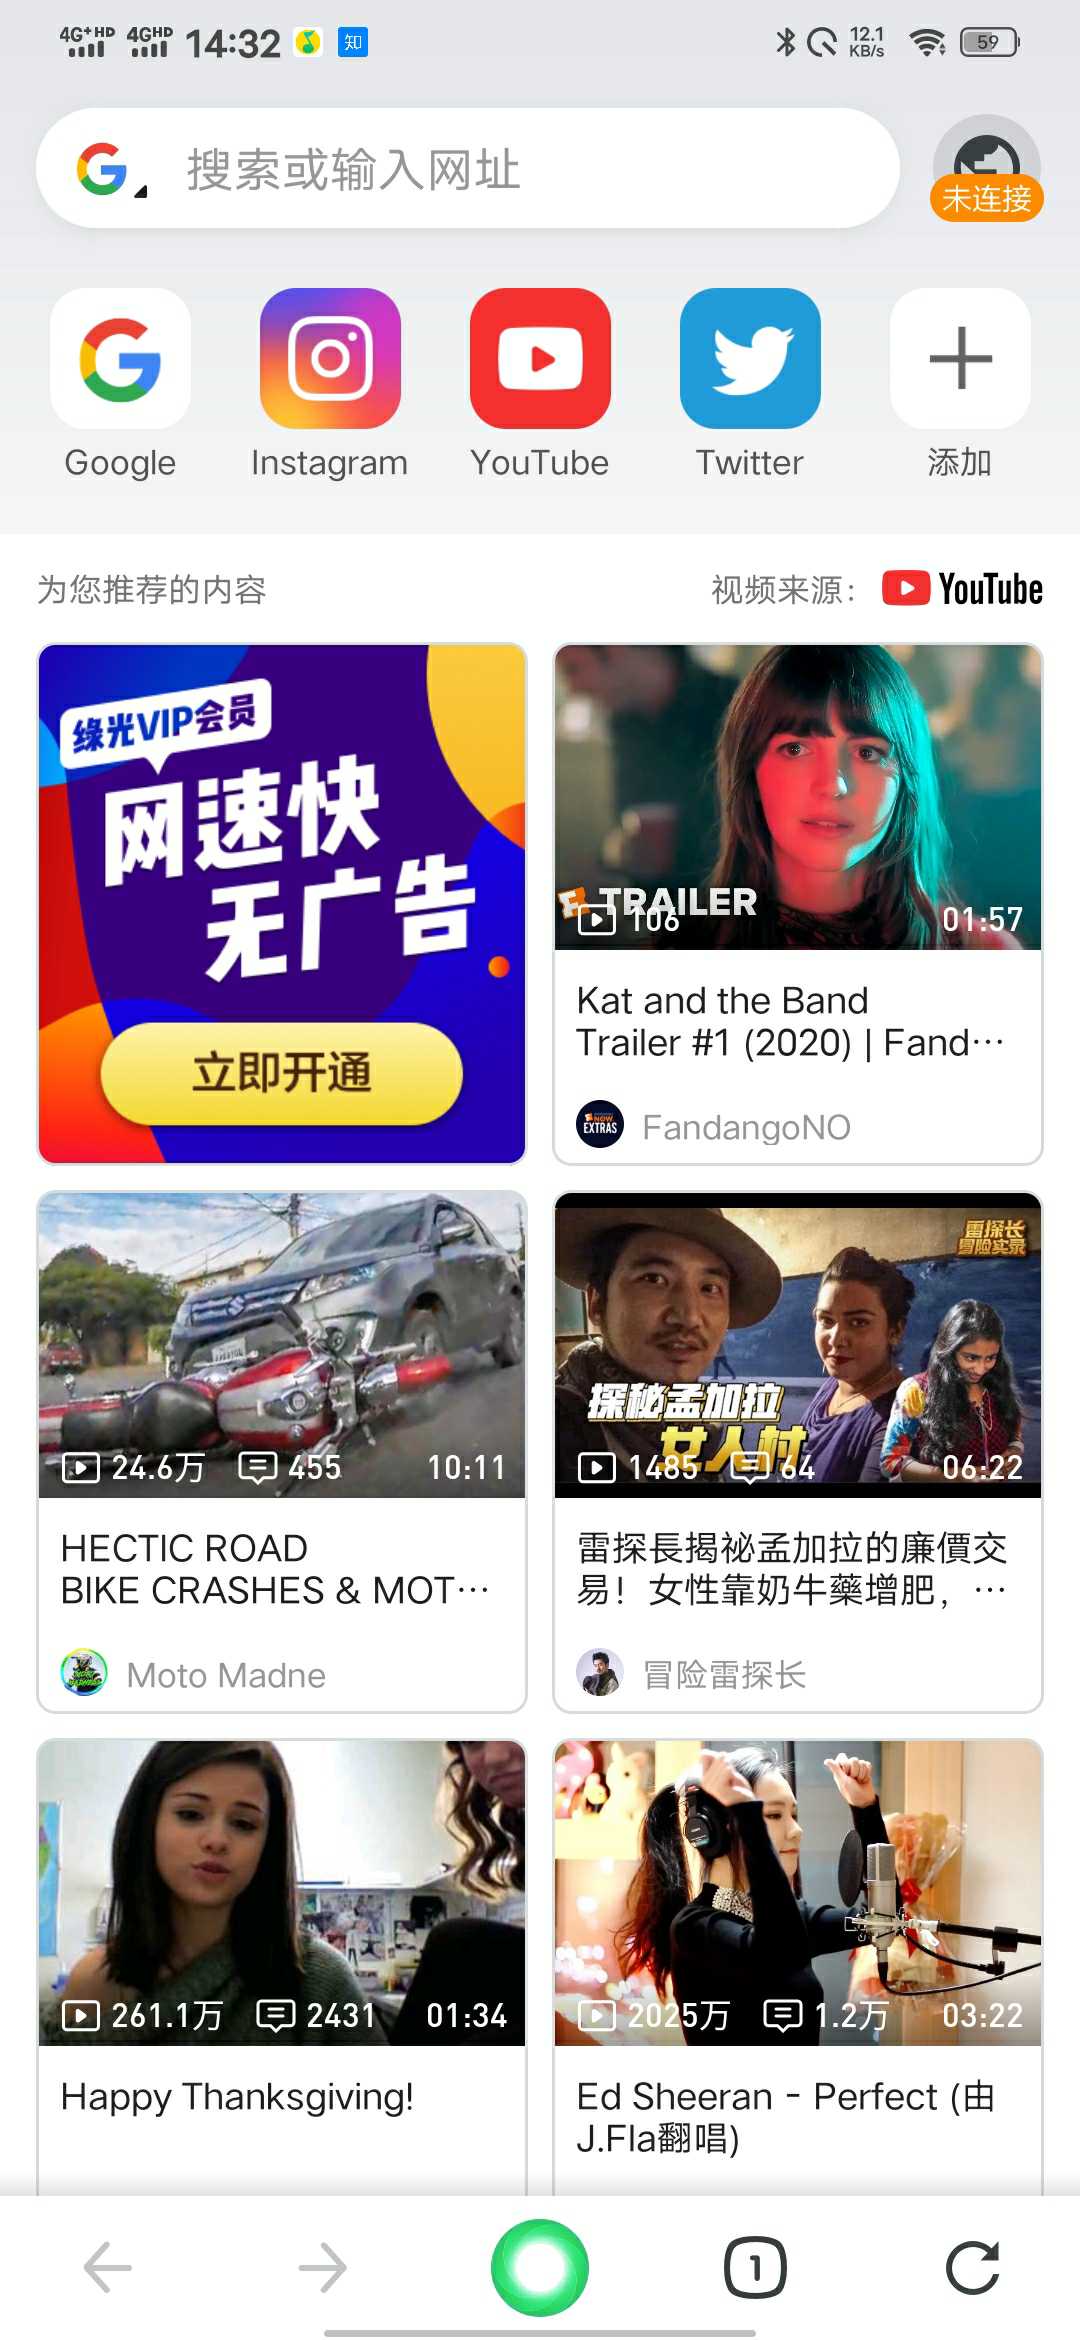 4G+HD 4GHD 14:32 知 12.1 KB/s 59
搜索或输入网址
未连接
Google Instagram YouTube Twitter 添加
为您推荐的内容 视频来源： YouTube
缘光VIP会员
网速快
无广告
立即开通
TRAILER
106 01:57
Kat and the Band
Trailer #1 (2020) | Fand…
NOW
EXTRAS
FandangoNO
24.6万 455 10:11
HECTIC ROAD
BIKE CRASHES & MOT…
Moto Madne
雷探长
冒险实录
探秘孟加拉
女人村
1485 64 06:22
雷探長揭祕孟加拉的廉價交
易！女性靠奶牛藥增肥，…
冒险雷探长
261.1万 2431 01:34
Happy Thanksgiving!
2025万 1.2万 03:22
Ed Sheeran - Perfect (由
J.Fla翻唱)
1